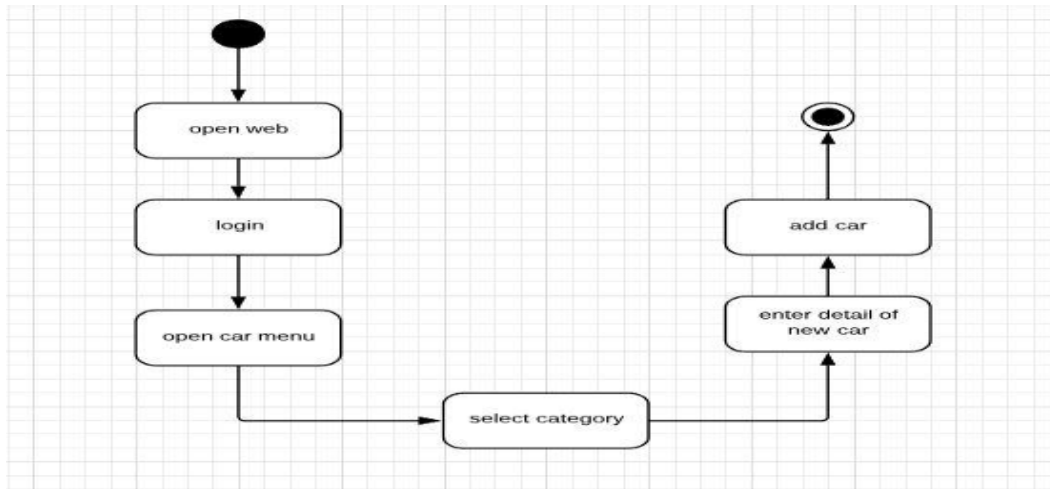 open web
login
open car menu
select category
enter detail of
new car
add car